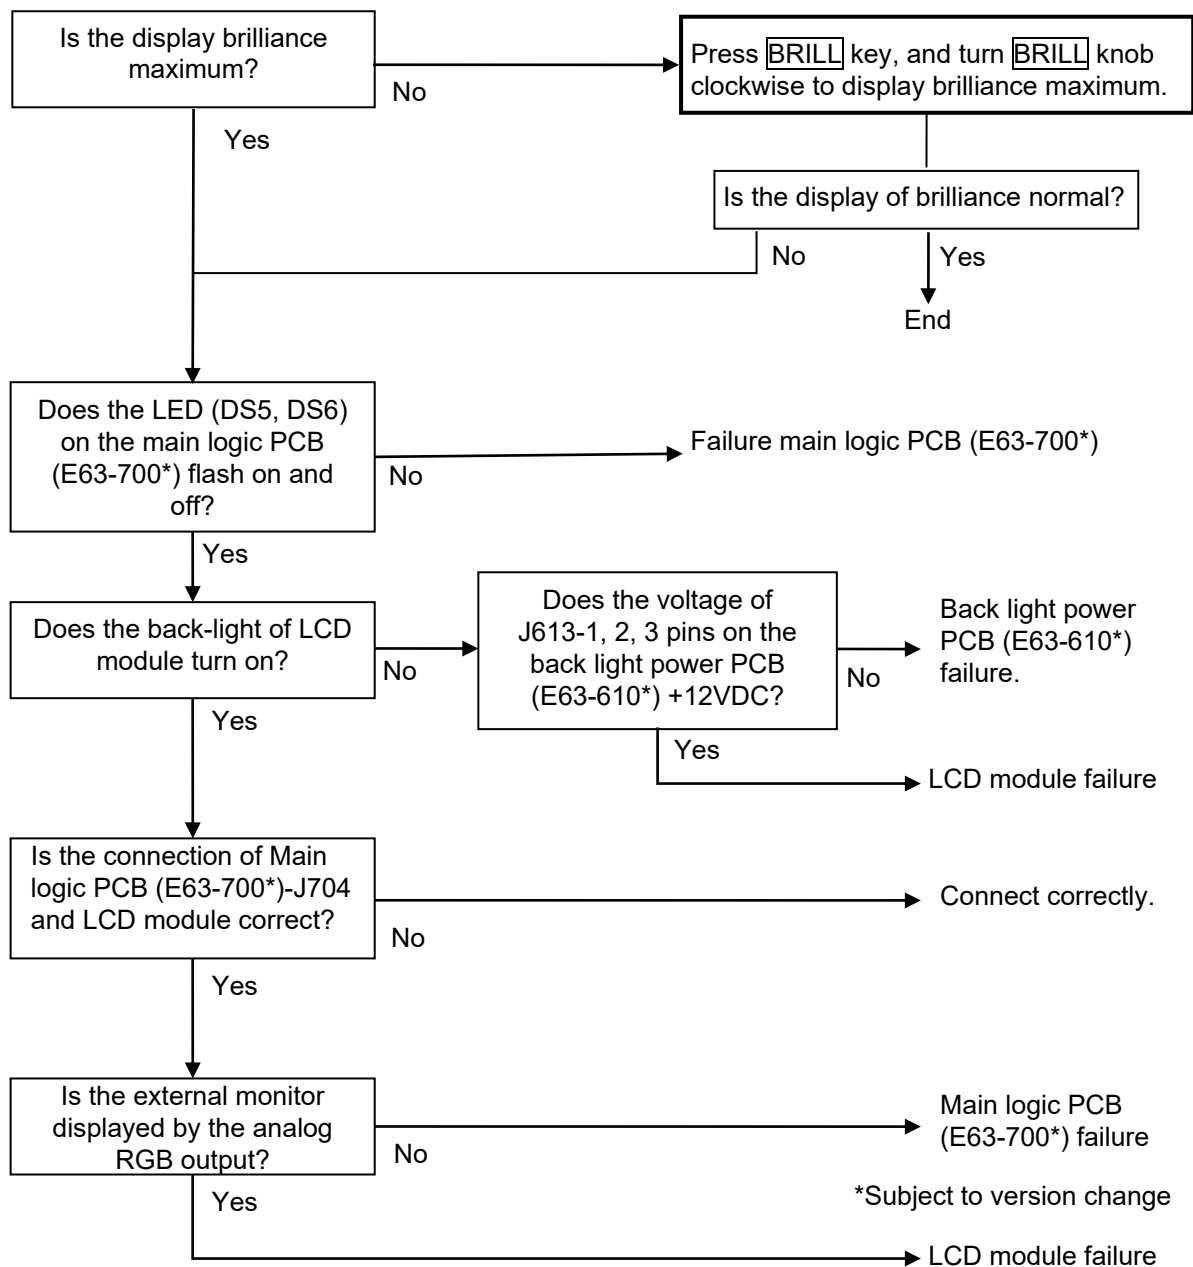 Is the display brilliance
maximum?
No
Yes
Press BRILL key, and turn BRILL knob
clockwise to display brilliance maximum.
Is the display of brilliance normal?
No
Yes
End
Does the LED (DS5, DS6)
on the main logic PCB
(E63-700*) flash on and
off?
No
Failure main logic PCB (E63-700*)
Yes
Does the back-light of LCD
module turn on?
No
Does the voltage of
J613-1, 2, 3 pins on the
back light power PCB
(E63-610*) +12VDC?
No
Back light power
PCB (E63-610*)
failure.
Yes
LCD module failure
Yes
Is the connection of Main
logic PCB (E63-700*)-J704
and LCD module correct?
No
Connect correctly.
Yes
Is the external monitor
displayed by the analog
RGB output?
No
Main logic PCB
(E63-700*) failure
*Subject to version change
Yes
LCD module failure